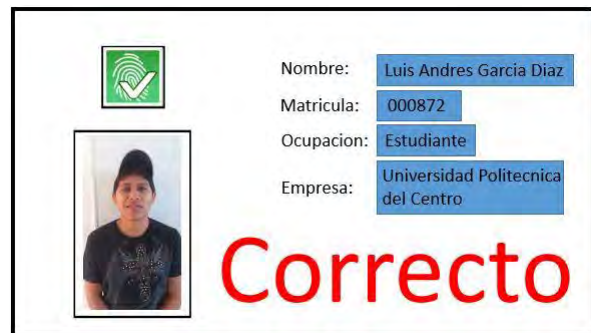 Nombre: Luis Andres Garcia Diaz
Matricula: 000872
Ocupacion: Estudiante
Empresa: Universidad Politecnica
del Centro
Correcto